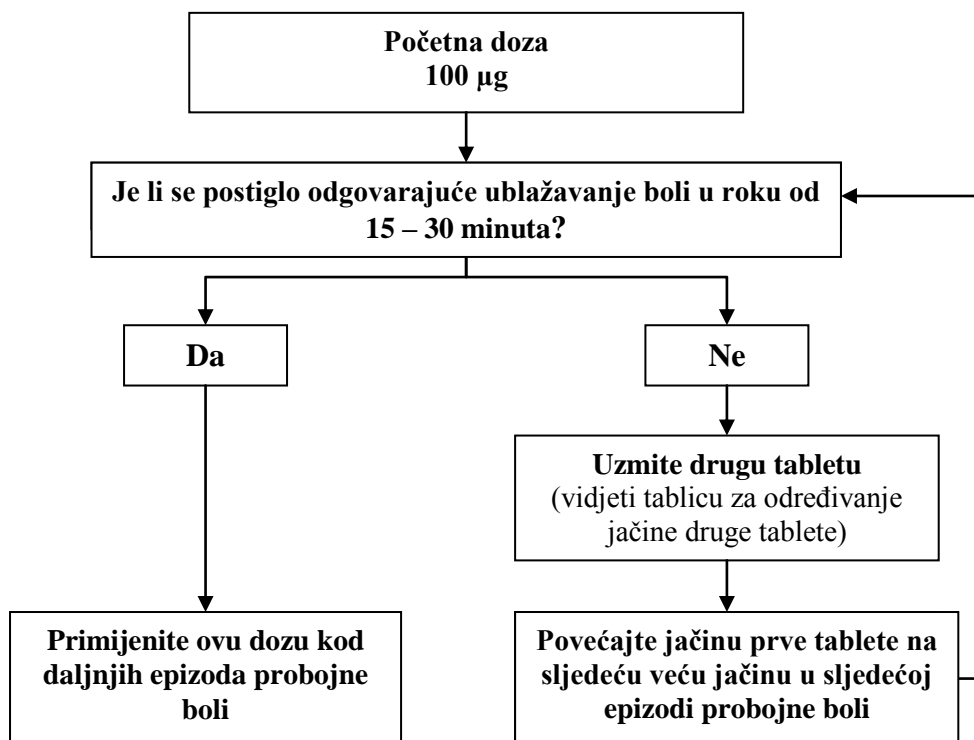 Početna doza
100 µg
Je li se postiglo odgovarajuće ublažavanje boli u roku od
15 – 30 minuta?
Da
Ne
Uzmite drugu tabletu
(vidjeti tablicu za određivanje
jačine druge tablete)
Primijenite ovu dozu kod
daljnjih epizoda probojne
boli
Povećajte jačinu prve tablete na
sljedeću veću jačinu u sljedećoj
epizodi probojne boli